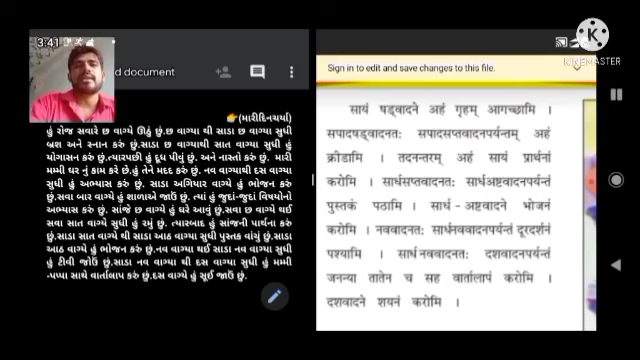 3:41
d document
👉(મારીદિનચર્યા)
હું રોજ સવારે છ વાગ્યે ઊઠું છું.છ વાગ્યા થી સાડા છ વાગ્યા સુધી
બ્રશ અને સ્નાન કરું છું. સાડા છ વાગ્યાથી સાત વાગ્યા સુધી હું
યોગાસન કરું છું.ત્યારપછી હું દૂધ પીવું છું. અને નાસ્તો કરું છું. મારી
મમ્મી ઘર નું કામ કરે છે.હું તેને મદદ કરું છું. નવ વાગ્યાથી દસ વાગ્યા
સુધી હું અભ્યાસ કરું છું. સાડા અગિયાર વાગ્યે હું ભોજન કરું છું.
સવા બાર વાગ્યે હું શાળાએ જાઉં છું. ત્યાં હું જુદાં-જુદાં વિષયોનો
અભ્યાસ કરું છું. સાંજે છ વાગ્યે હું ઘરે આવું છું. સવા છ વાગ્યે થઈ
સવા સાત વાગ્યે સુધી હું રમું છું. ત્યારબાદ હું સાંજની પાર્થના કરું
છું.સાડા સાત વાગ્યે થી સાડા આઠ વાગ્યા સુધી પુસ્તક વાંચું છું.સાડા
આઠ વાગ્યે હું ભોજન કરું છું. નવ વાગ્યા થઈ સાડા નવ વાગ્યા સુધી
હું ટીવી જોઉં છું.સાડા નવ વાગ્યા થી દસ વાગ્યા સુધી હું મમ્મી
-પપ્પા સાથે વાર્તાલાપ કરું છું. દસ વાગ્યે હું સૂઈ જાઉં છું.
Sign in to edit and save changes to this file.
KINEMASTER
सायं षड्वादने अहं गृहम् आगच्छामि ।
सपादषड्वादनतः सपादसप्तवादनपर्यन्तम् अहं
क्रीडामि । तदनन्तरम् अहं सायं प्रार्थनां
करोमि । सार्धसप्तवादनतः सार्धअष्टवादनपर्यन्तं
पुस्तकं पठामि । सार्ध-अष्टवादने भोजनं
करोमि । नववादनतः सार्धनववादनपर्यन्तं दूरदर्शनं
पश्यामि । सार्धनववादनतः दशवादनपर्यन्तं
जनन्या तातेन च सह वार्तालापं करोमि ।
दशवादने शयनं करोमि ।